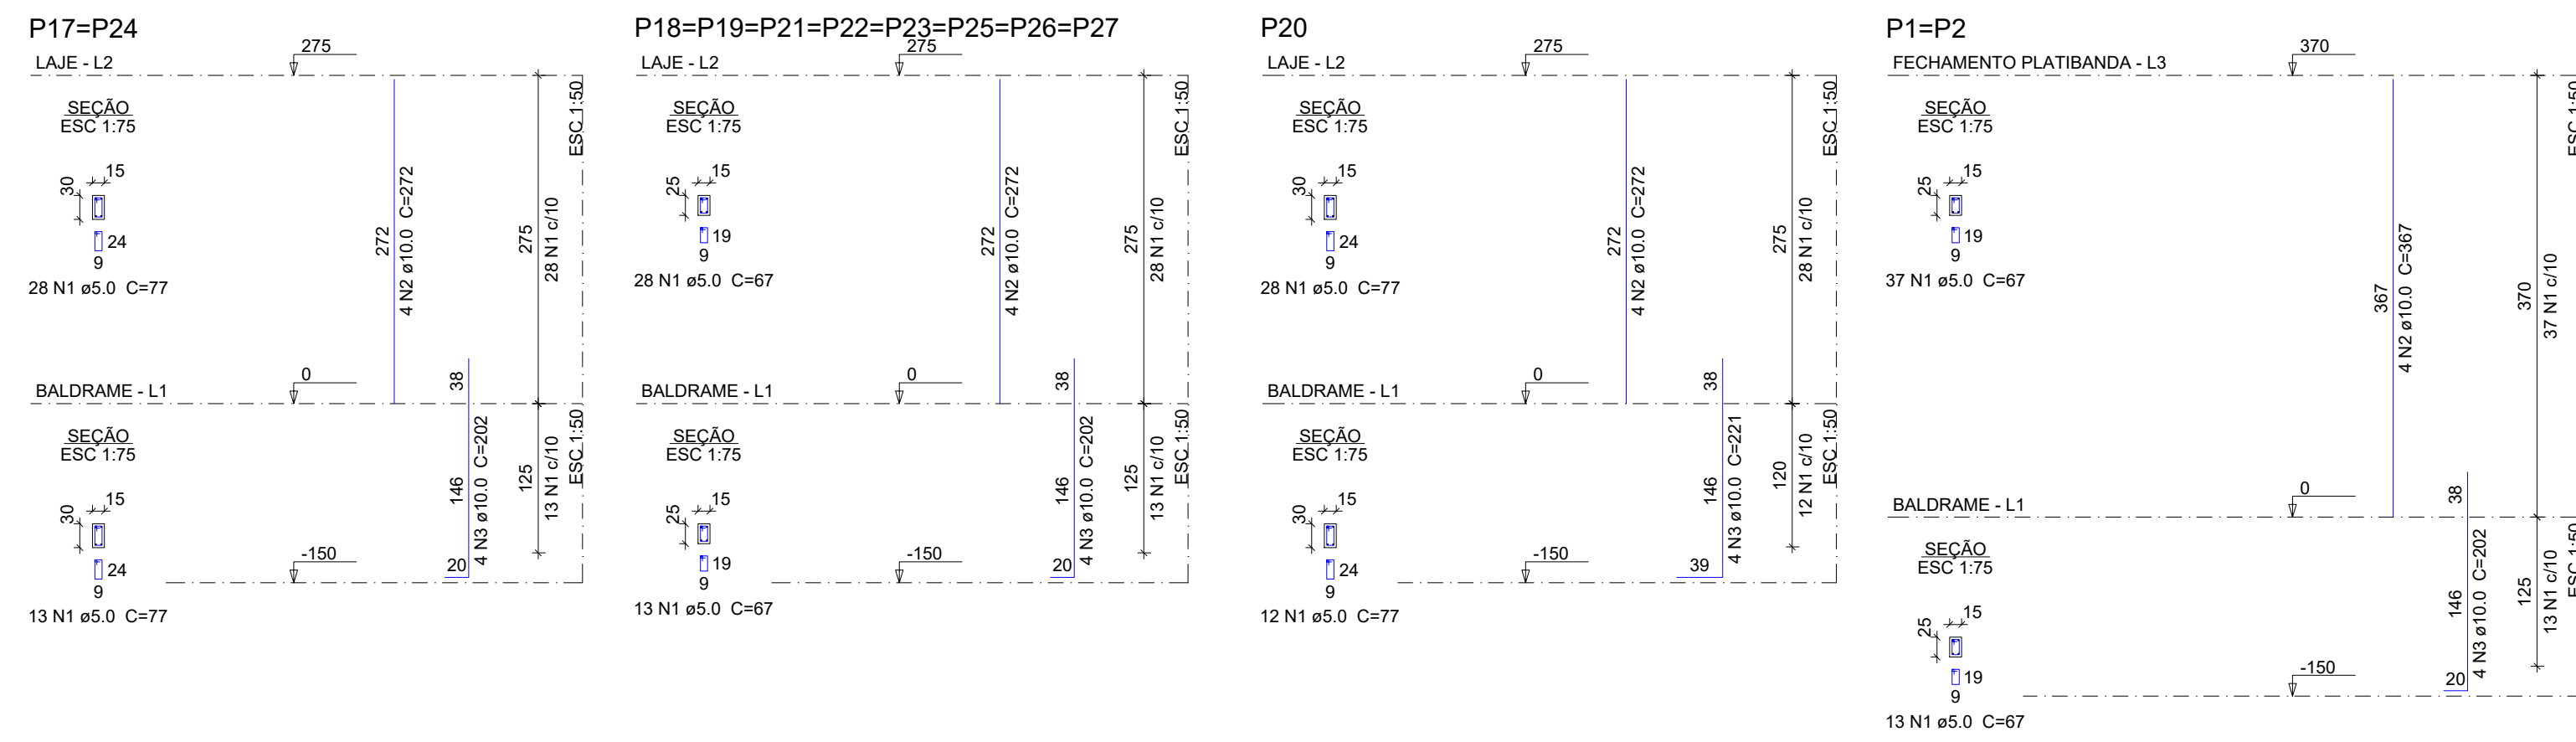 P17=P24
275
LAJE - L2
SEÇÃO
ESC 1:75
15
30
24
9
28 N1 ø5.0  C=77
272
4 N2 ø10.0  C=272
275
28 N1 c/10
ESC 1:50
0
BALDRAME - L1
SEÇÃO
ESC 1:75
15
30
24
9
13 N1 ø5.0  C=77
38
146
4 N3 ø10.0  C=202
20
125
13 N1 c/10
ESC 1:50
-150
P18=P19=P21=P22=P23=P25=P26=P27
275
LAJE - L2
SEÇÃO
ESC 1:75
15
25
19
9
28 N1 ø5.0  C=67
272
4 N2 ø10.0  C=272
275
28 N1 c/10
ESC 1:50
0
BALDRAME - L1
SEÇÃO
ESC 1:75
15
25
19
9
13 N1 ø5.0  C=67
38
146
4 N3 ø10.0  C=202
20
125
13 N1 c/10
ESC 1:50
-150
P20
275
LAJE - L2
SEÇÃO
ESC 1:75
15
30
24
9
28 N1 ø5.0  C=77
272
4 N2 ø10.0  C=272
275
28 N1 c/10
ESC 1:50
0
BALDRAME - L1
SEÇÃO
ESC 1:75
15
30
24
9
12 N1 ø5.0  C=77
38
146
4 N3 ø10.0  C=221
39
120
12 N1 c/10
ESC 1:50
-150
P1=P2
370
FECHAMENTO PLATIBANDA - L3
SEÇÃO
ESC 1:75
15
25
19
9
37 N1 ø5.0  C=67
367
4 N2 ø10.0  C=367
370
37 N1 c/10
ESC 1:50
0
BALDRAME - L1
SEÇÃO
ESC 1:75
15
25
19
9
13 N1 ø5.0  C=67
38
146
4 N3 ø10.0  C=202
20
125
13 N1 c/10
ESC 1:50
-150